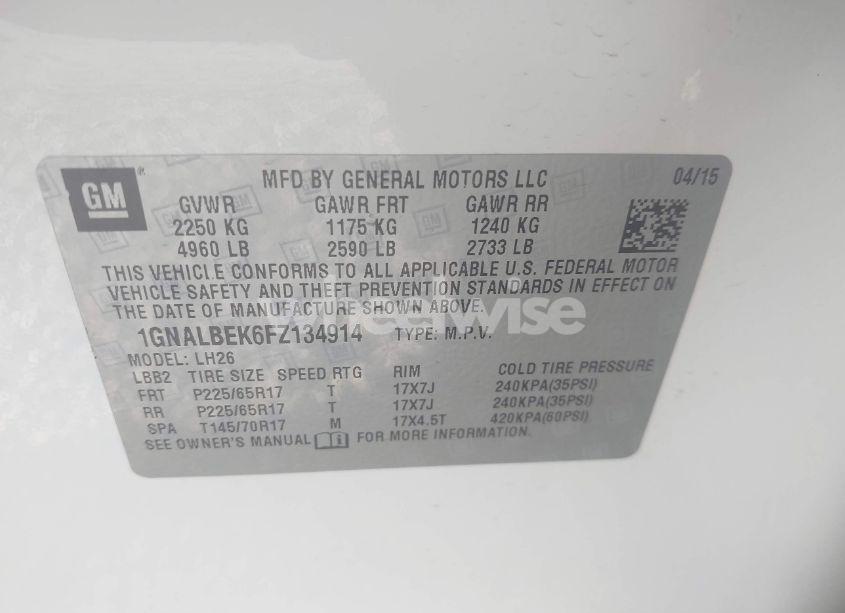 GM
MFD BY GENERAL MOTORS LLC 04/15
GVWR GAWR FRT GAWR RR
2250 KG 1175 KG 1240 KG
4960 LB 2590 LB 2733 LB
THIS VEHICLE CONFORMS TO ALL APPLICABLE U.S. FEDERAL MOTOR
VEHICLE SAFETY AND THEFT PREVENTION STANDARDS IN EFFECT ON
THE DATE OF MANUFACTURE SHOWN ABOVE.
1GNALBEK6FZ134914 TYPE: M.P.V.
MODEL: LH26
LBB2 TIRE SIZE SPEED RTG RIM COLD TIRE PRESSURE
FRT P225/65R17 T 17X7J 240KPA(35PSI)
RR P225/65R17 T 17X7J 240KPA(35PSI)
SPA T145/70R17 M 17X4.5T 420KPA(60PSI)
SEE OWNER'S MANUAL FOR MORE INFORMATION.